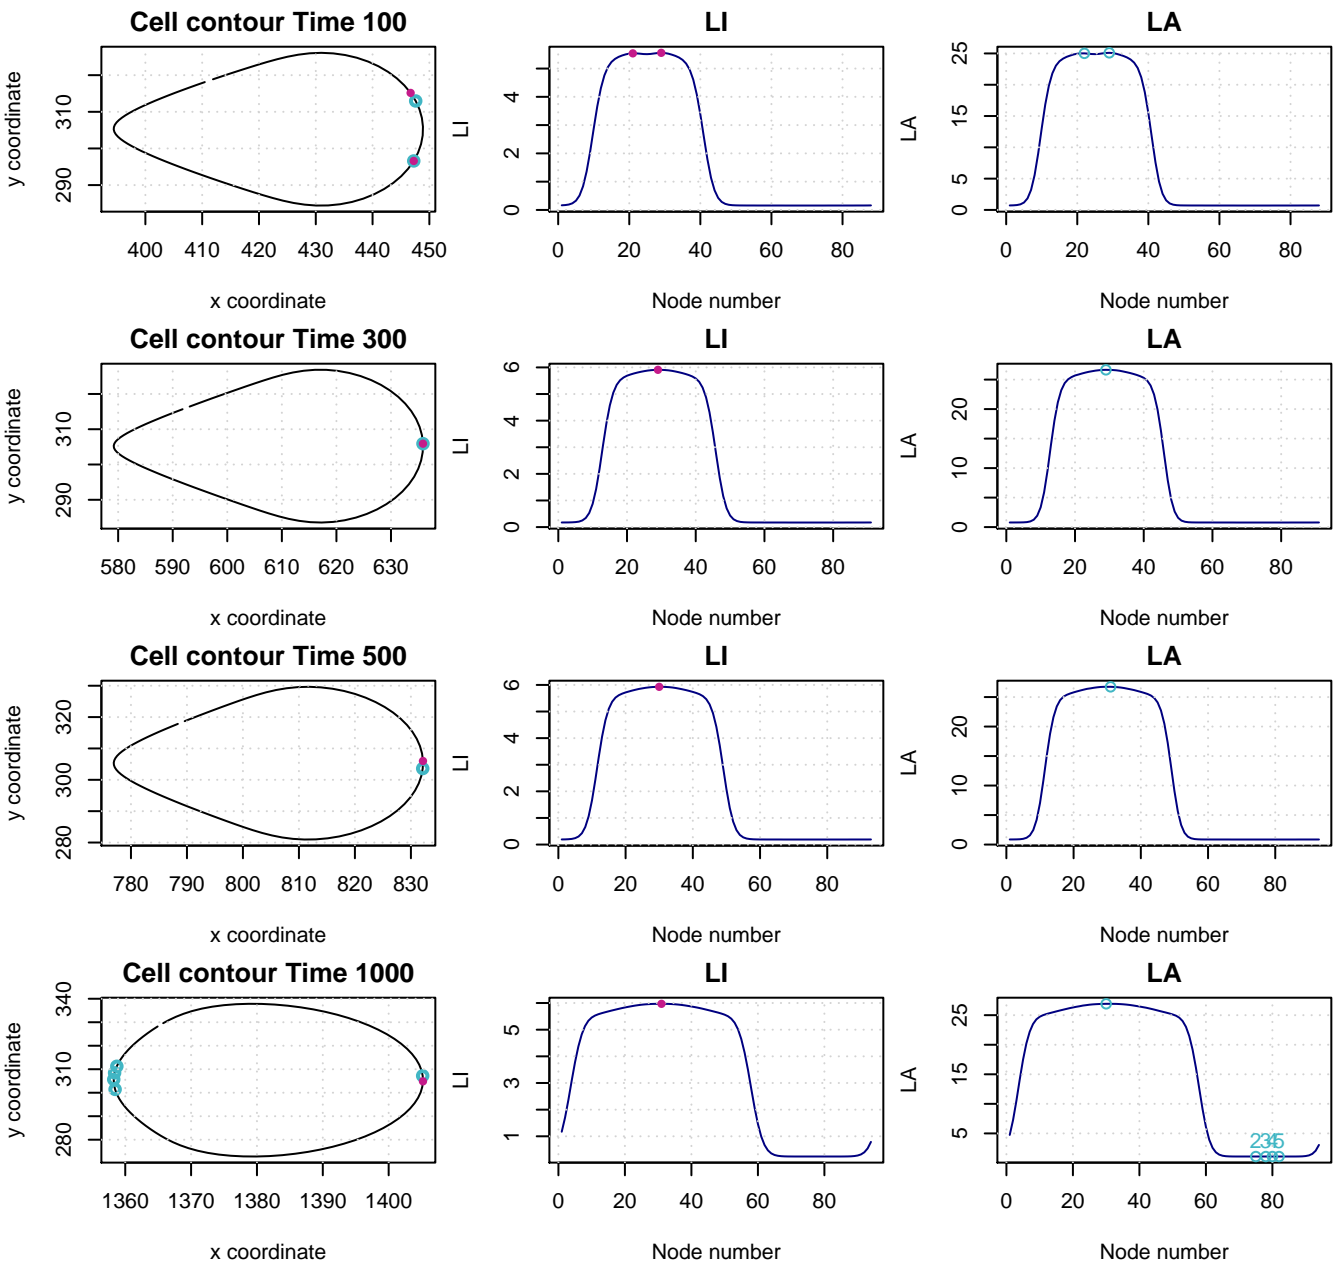 Cell contour Time 100
LI
LA
y coordinate
290 310
400 410 420 430 440 450
x coordinate
LI
0 2 4
0 20 40 60 80
Node number
LA
0 5 15 25
0 20 40 60 80
Node number
Cell contour Time 300
LI
LA
y coordinate
290 310
580 590 600 610 620 630
x coordinate
LI
0 2 4 6
0 20 40 60 80
Node number
LA
0 10 20
0 20 40 60 80
Node number
Cell contour Time 500
LI
LA
y coordinate
280 300 320
780 790 800 810 820 830
x coordinate
LI
0 2 4 6
0 20 40 60 80
Node number
LA
0 10 20
0 20 40 60 80
Node number
Cell contour Time 1000
LI
LA
y coordinate
280 310 340
1360 1370 1380 1390 1400
x coordinate
LI
1 3 5
0 20 40 60 80
Node number
LA
5 15 25
2345
0 20 40 60 80
Node number